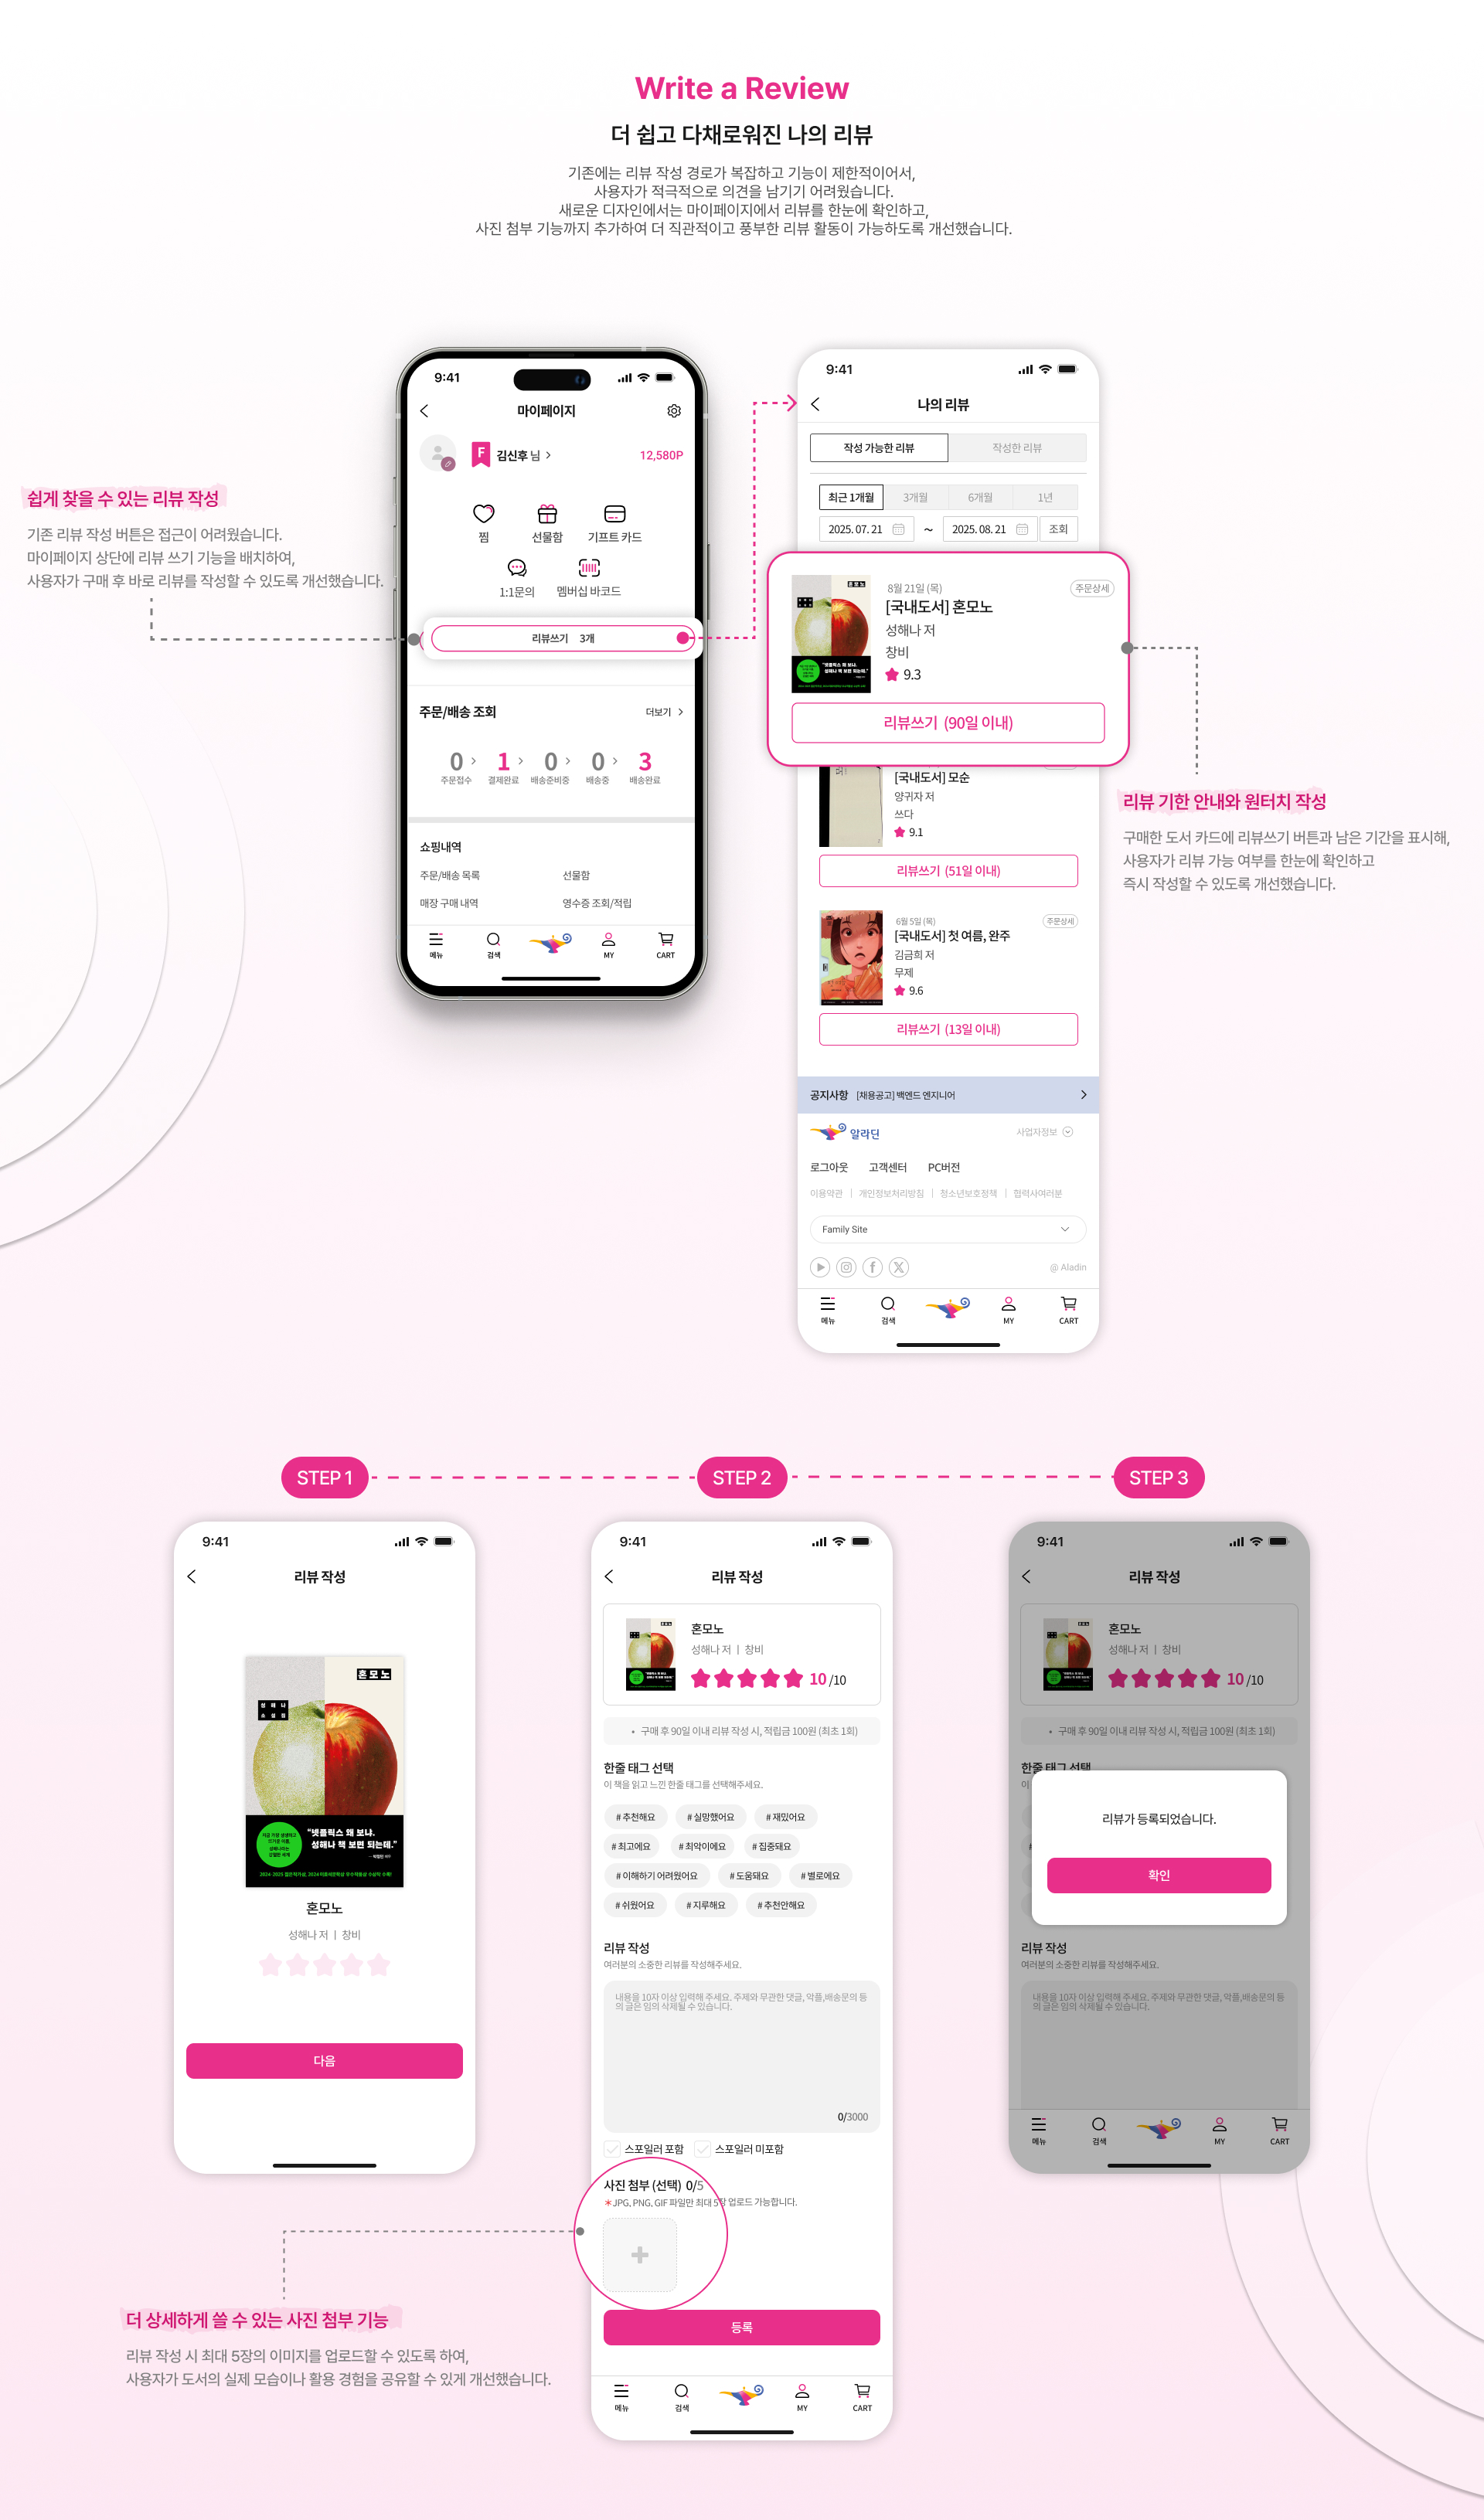 Write a Review
더 쉽고 다채로워진 나의 리뷰
기존에는 리뷰 작성 경로가 복잡하고 기능이 제한적이어서,
사용자가 적극적으로 의견을 남기기 어려웠습니다.
새로운 디자인에서는 마이페이지에서 리뷰를 한눈에 확인하고,
사진 첨부 기능까지 추가하여 더 직관적이고 풍부한 리뷰 활동이 가능하도록 개선했습니다.
쉽게 찾을 수 있는 리뷰 작성
기존 리뷰 작성 버튼은 접근이 어려웠습니다.
마이페이지 상단에 리뷰 쓰기 기능을 배치하여,
사용자가 구매 후 바로 리뷰를 작성할 수 있도록 개선했습니다.
9:41
마이페이지
F 김신후 님
12,580P
찜 선물함 기프트 카드
1:1문의 멤버십 바코드
리뷰쓰기 3개
주문/배송 조회 더보기
0 1 0 0 3
주문접수 결제완료 배송준비중 배송중 배송완료
쇼핑내역
주문/배송 목록 선물함
매장 구매 내역 영수증 조회/적립
메뉴 검색 MY CART
9:41
나의 리뷰
작성 가능한 리뷰 작성한 리뷰
최근 1개월 3개월 6개월 1년
2025. 07. 21 ~ 2025. 08. 21 조회
8월 21일 (목) 주문상세
[국내도서] 혼모노
성해나 저
창비
9.3
리뷰쓰기 (90일 이내)
[국내도서] 모순
양귀자 저
쓰다
9.1
리뷰쓰기 (51일 이내)
6월 5일 (목) 주문상세
[국내도서] 첫 여름, 완주
김금희 저
무제
9.6
리뷰쓰기 (13일 이내)
공지사항 [채용공고] 백엔드 엔지니어
알라딘 사업자정보
로그아웃 고객센터 PC버전
이용약관 | 개인정보처리방침 | 청소년보호정책 | 협력사여러분
Family Site
@ Aladin
메뉴 검색 MY CART
리뷰 기한 안내와 원터치 작성
구매한 도서 카드에 리뷰쓰기 버튼과 남은 기간을 표시해,
사용자가 리뷰 가능 여부를 한눈에 확인하고
즉시 작성할 수 있도록 개선했습니다.
STEP 1
STEP 2
STEP 3
9:41
리뷰 작성
혼모노
성해나
소설집
“넷플릭스 왜 보냐.
성해나 책 보면 되는데.”
혼모노
성해나 저 | 창비
다음
9:41
리뷰 작성
혼모노
성해나 저 | 창비
10 /10
• 구매 후 90일 이내 리뷰 작성 시, 적립금 100원 (최초 1회)
한줄 태그 선택
이 책을 읽고 느낀 한줄 태그를 선택해주세요.
# 추천해요 # 실망했어요 # 재밌어요
# 최고에요 # 최악이에요 # 집중돼요
# 이해하기 어려웠어요 # 도움돼요 # 별로에요
# 쉬웠어요 # 지루해요 # 추천안해요
리뷰 작성
여러분의 소중한 리뷰를 작성해주세요.
내용을 10자 이상 입력해 주세요. 주제와 무관한 댓글, 악플,배송문의 등
의 글은 임의 삭제될 수 있습니다.
0/3000
스포일러 포함 스포일러 미포함
사진 첨부 (선택) 0/5
*JPG, PNG, GIF 파일만 최대 5장 업로드 가능합니다.
등록
메뉴 검색 MY CART
9:41
리뷰 작성
혼모노
성해나 저 | 창비
10 /10
• 구매 후 90일 이내 리뷰 작성 시, 적립금 100원 (최초 1회)
한줄 태그 선택
리뷰가 등록되었습니다.
확인
리뷰 작성
여러분의 소중한 리뷰를 작성해주세요.
내용을 10자 이상 입력해 주세요. 주제와 무관한 댓글, 악플,배송문의 등
의 글은 임의 삭제될 수 있습니다.
메뉴 검색 MY CART
더 상세하게 쓸 수 있는 사진 첨부 기능
리뷰 작성 시 최대 5장의 이미지를 업로드할 수 있도록 하여,
사용자가 도서의 실제 모습이나 활용 경험을 공유할 수 있게 개선했습니다.